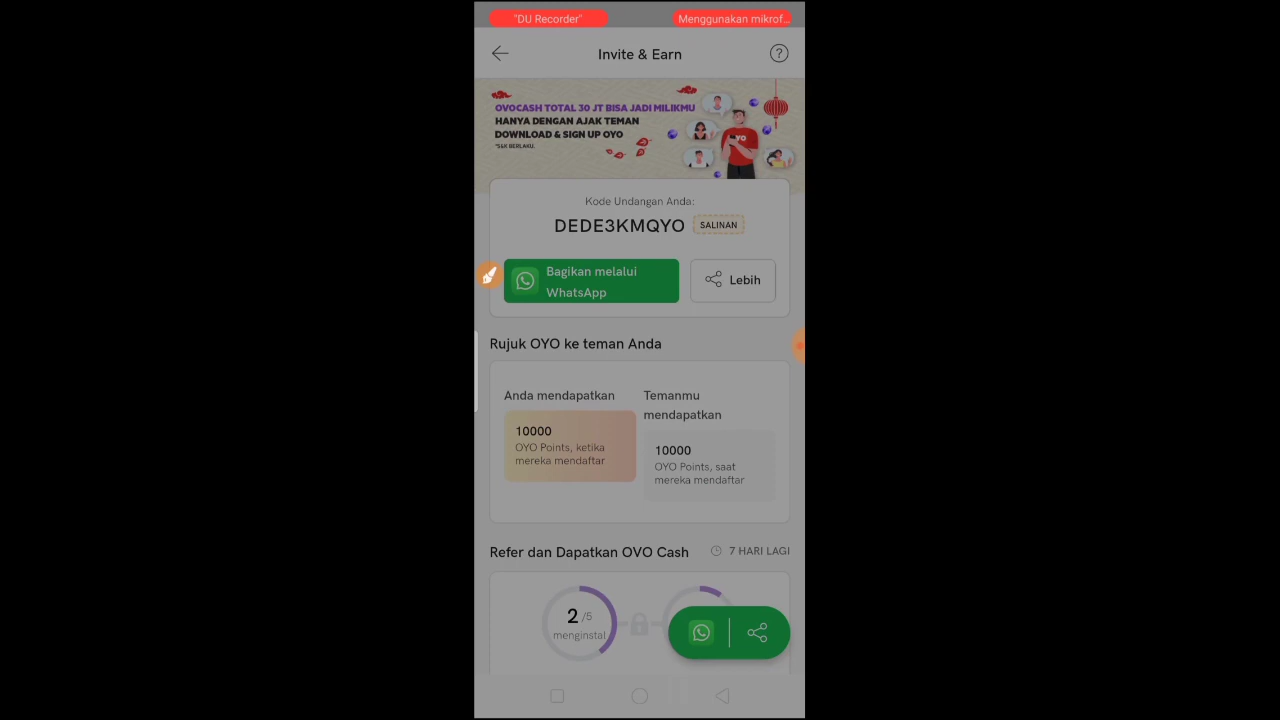 "DU Recorder"
Menggunakan mikrof...
Invite & Earn
?
OVOCASH TOTAL 30 JT BISA JADI MILIKMU
HANYA DENGAN AJAK TEMAN
DOWNLOAD & SIGN UP OYO
*S&K BERLAKU.
Kode Undangan Anda:
DEDE3KMQYO
SALINAN
Bagikan melalui
WhatsApp
Lebih
Rujuk OYO ke teman Anda
Anda mendapatkan
10000
OYO Points, ketika
mereka mendaftar
Temanmu
mendapatkan
10000
OYO Points, saat
mereka mendaftar
Refer dan Dapatkan OVO Cash
7 HARI LAGI
2 /5
menginstal